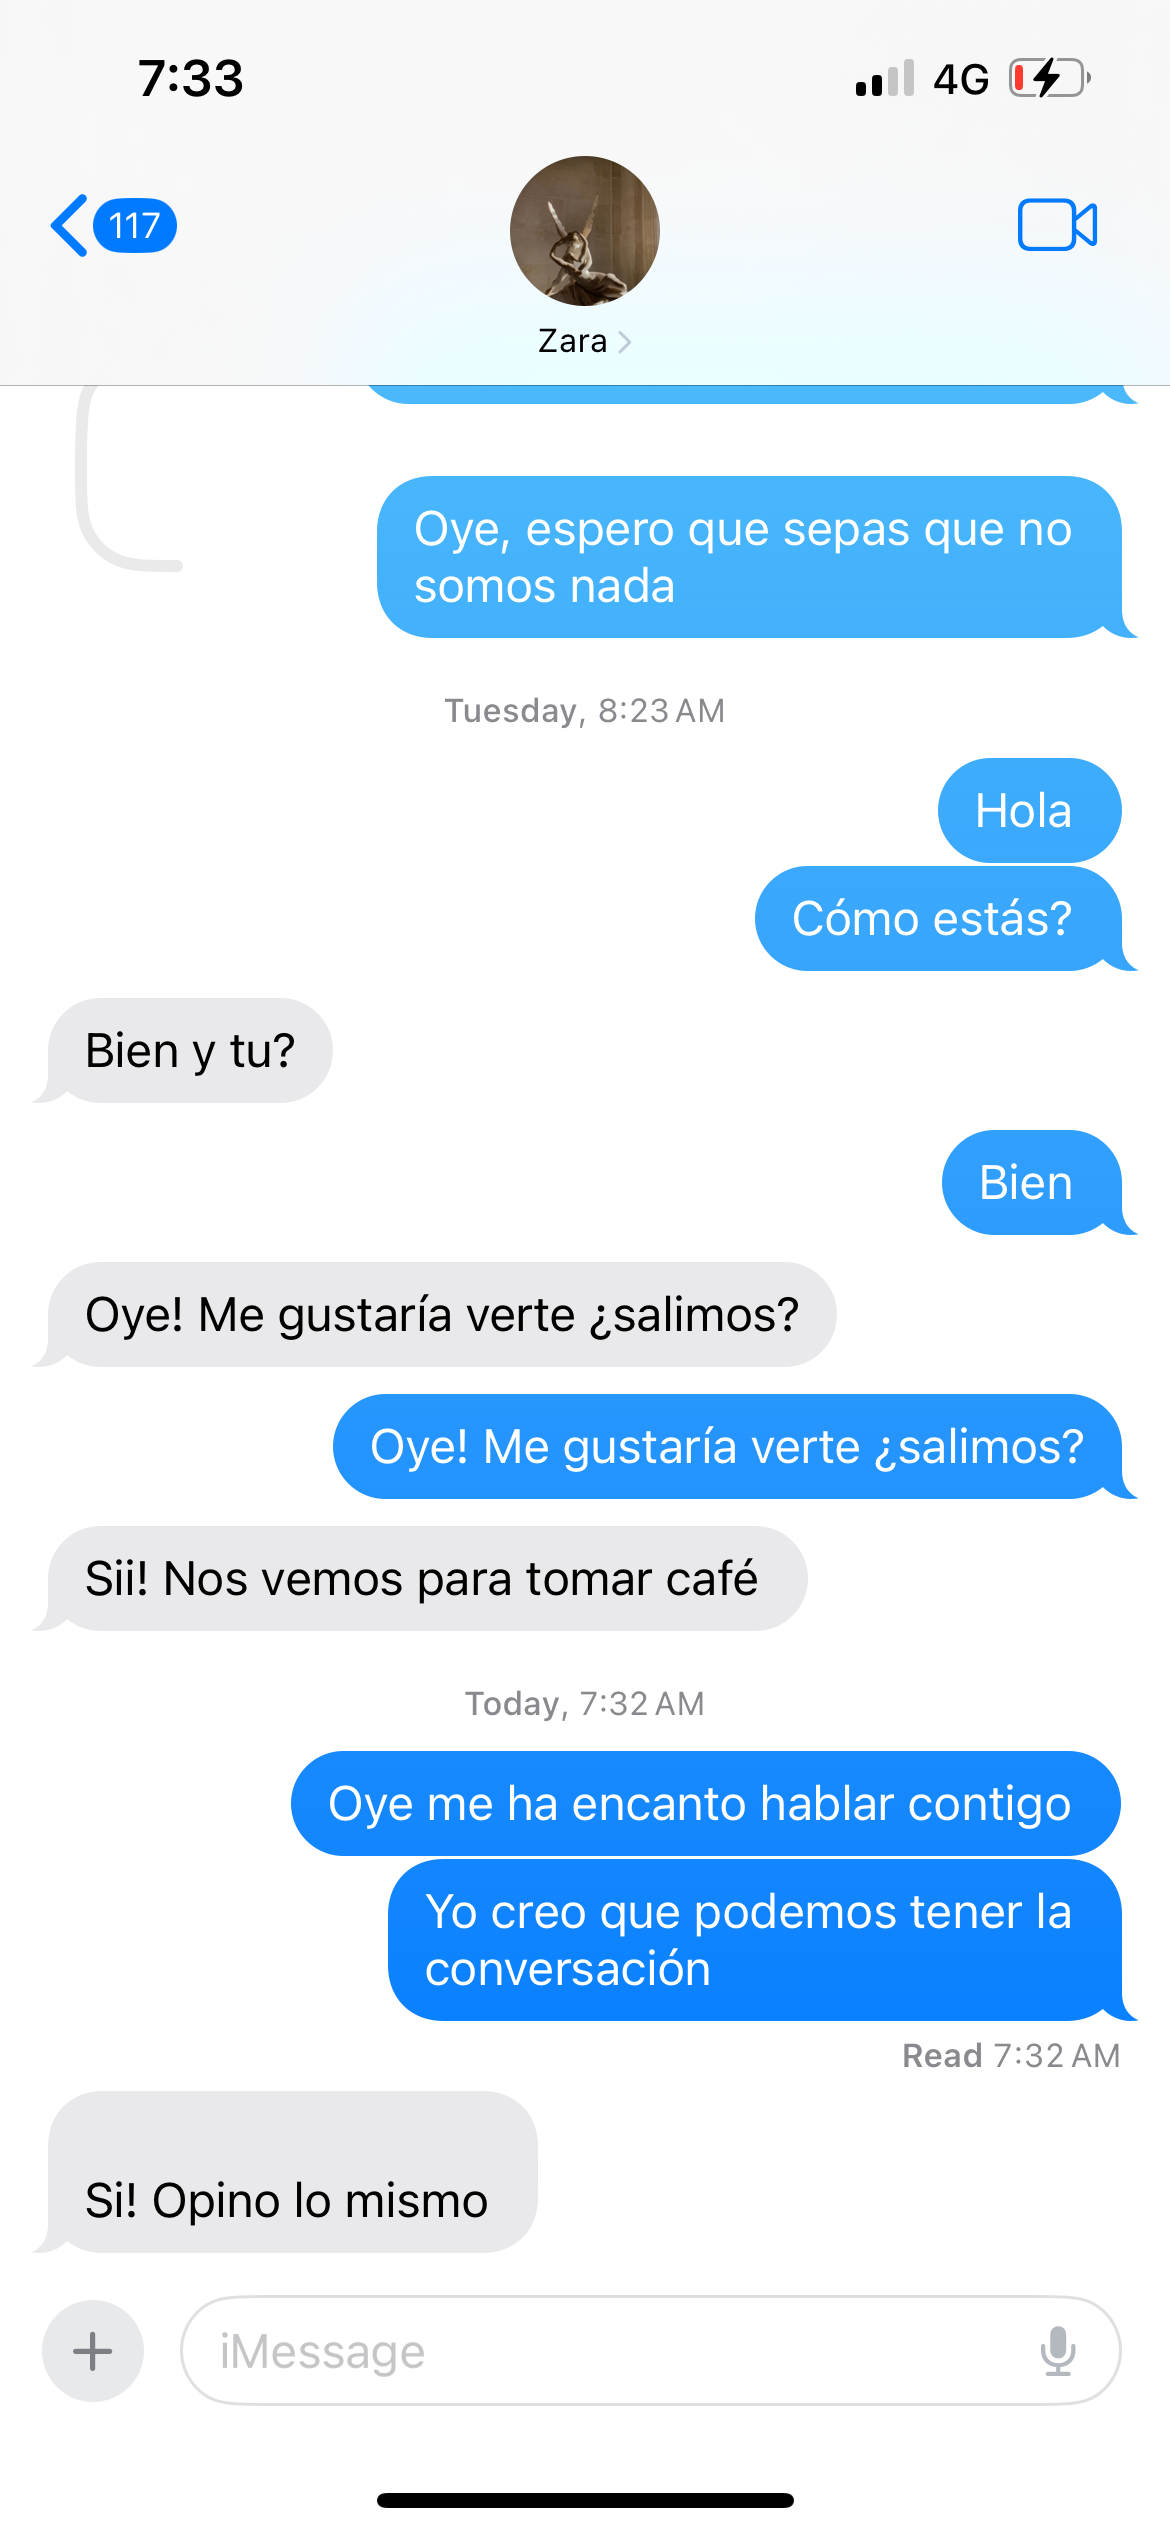 7:33
4G
117
Zara
Oye, espero que sepas que no
somos nada
Tuesday, 8:23 AM
Hola
Cómo estás?
Bien y tu?
Bien
Oye! Me gustaría verte ¿salimos?
Oye! Me gustaría verte ¿salimos?
Sii! Nos vemos para tomar café
Today, 7:32 AM
Oye me ha encanto hablar contigo
Yo creo que podemos tener la
conversación
Read 7:32 AM
Si! Opino lo mismo
iMessage